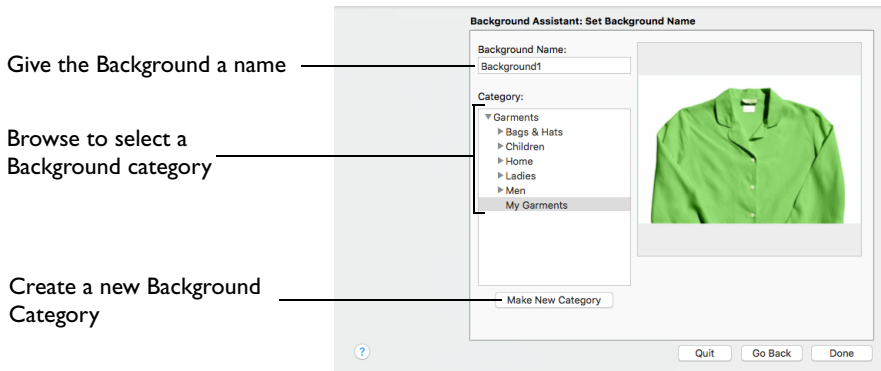 Background Assistant: Set Background Name
Give the Background a name
Background Name:
Background1
Browse to select a
Background category
Category:
Garments
Bags & Hats
Children
Home
Ladies
Men
My Garments
Create a new Background
Category
Make New Category
?
Quit
Go Back
Done